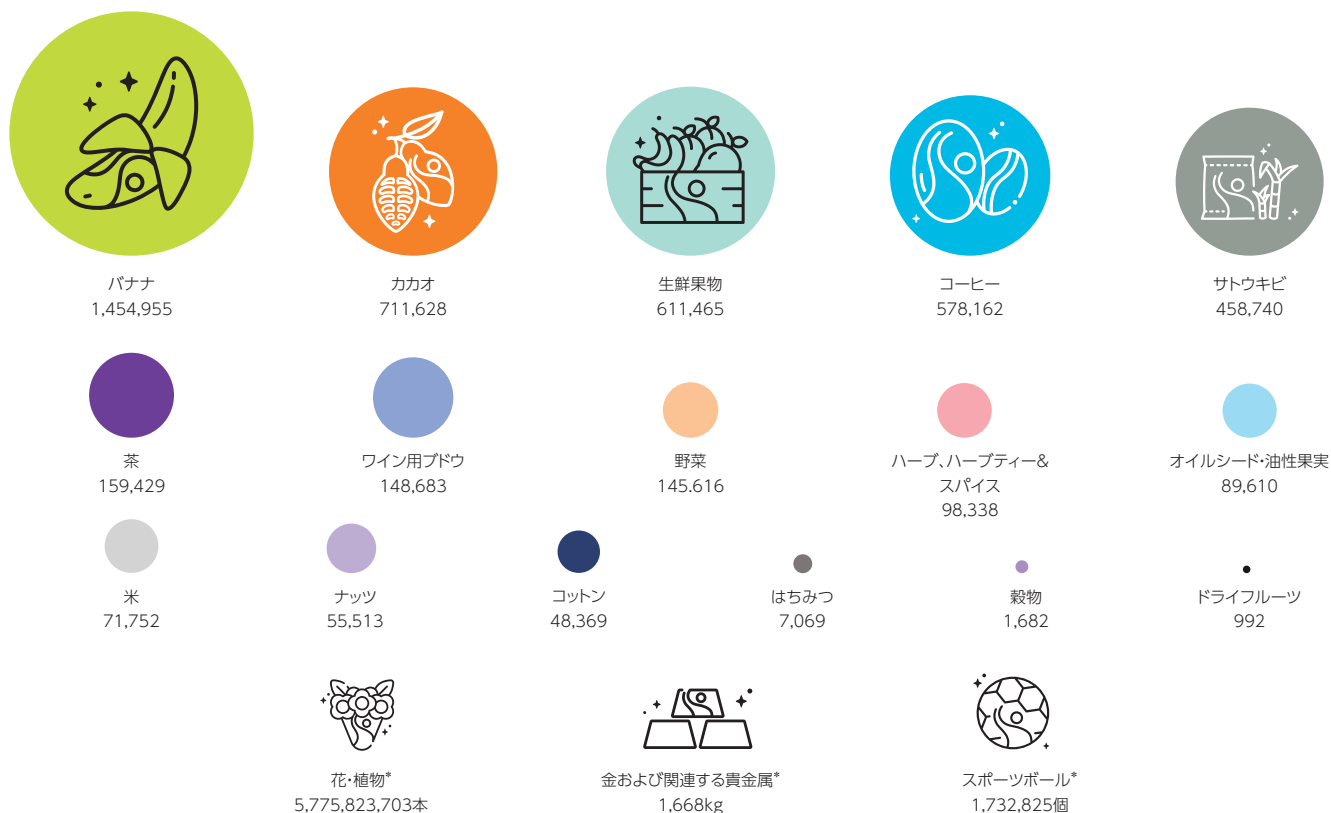 バナナ
1,454,955
カカオ
711,628
生鮮果物
611,465
コーヒー
578,162
サトウキビ
458,740
茶
159,429
ワイン用ブドウ
148,683
野菜
145.616
ハーブ、ハーブティー&
スパイス
98,338
オイルシード・油性果実
89,610
米
71,752
ナッツ
55,513
コットン
48,369
はちみつ
7,069
穀物
1,682
ドライフルーツ
992
花・植物*
5,775,823,703本
金および関連する貴金属*
1,668kg
スポーツボール*
1,732,825個